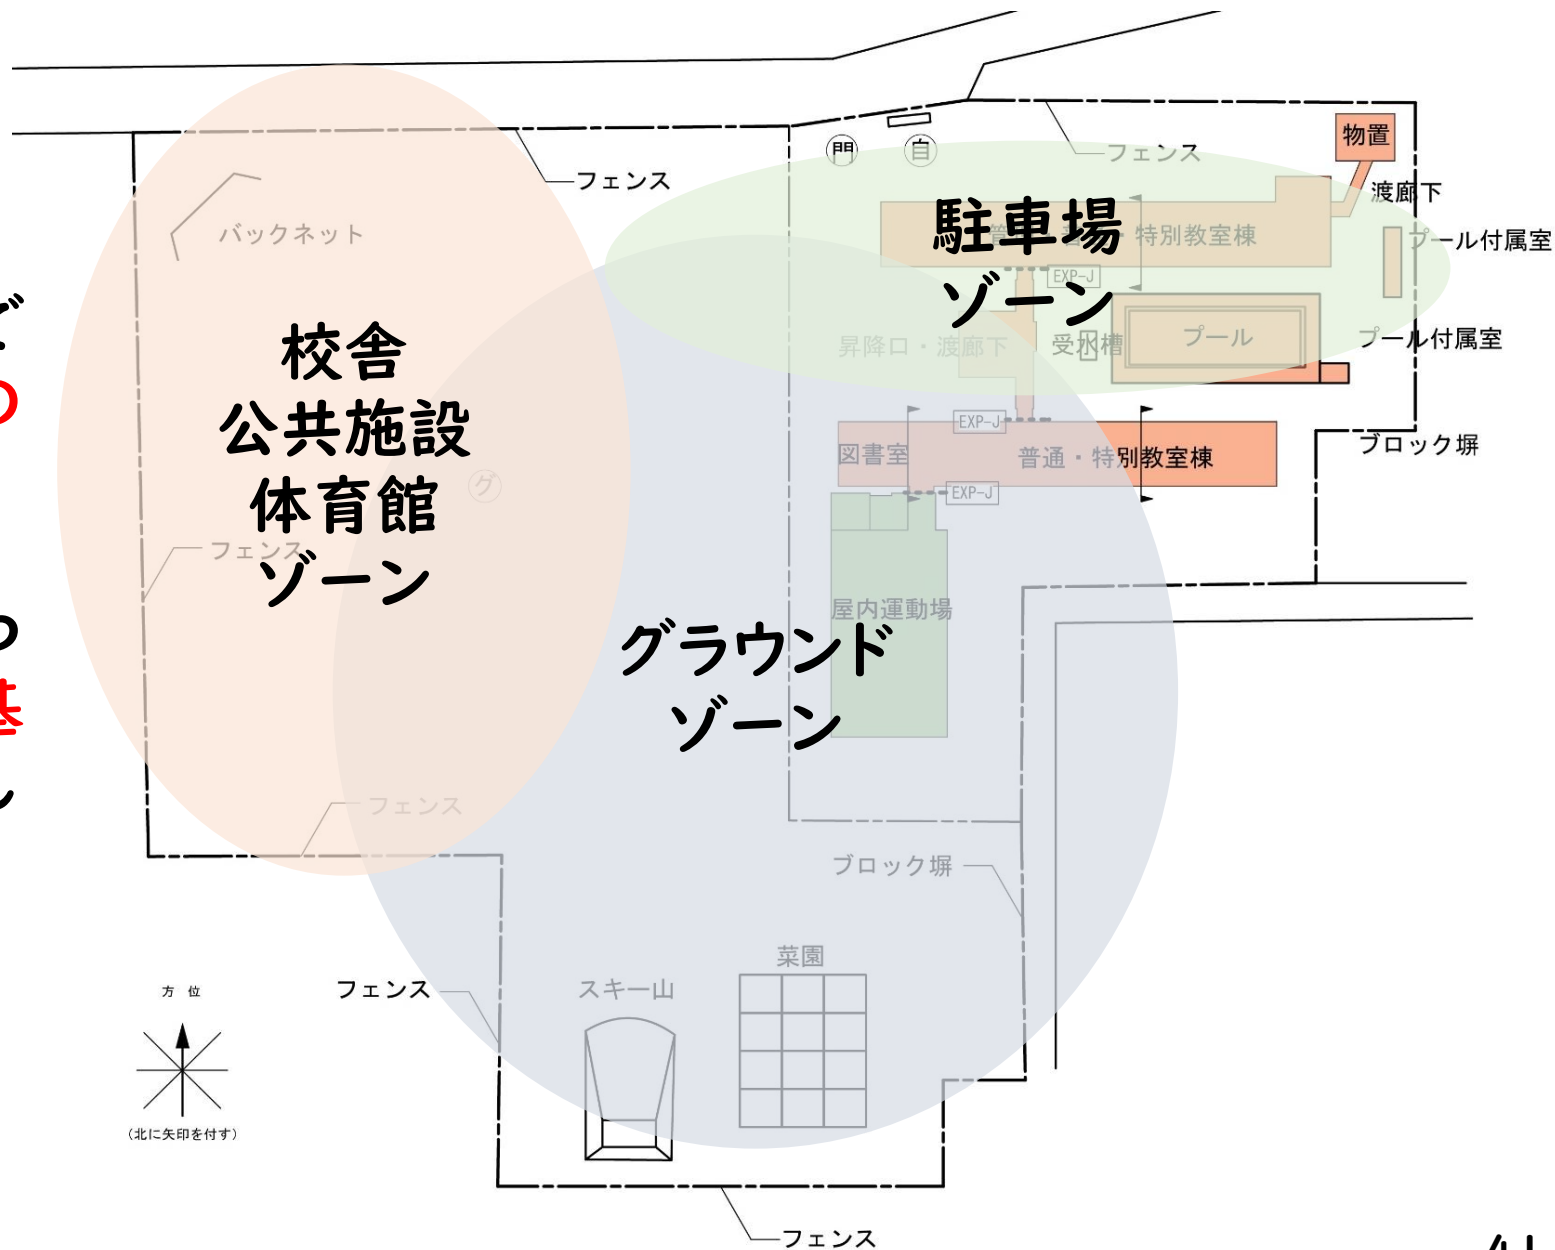 物置
門
自
フェンス
フェンス
渡廊下
バックネット
駐車場
ゾーン
普通・特別教室棟
プール付属室
EXP-J
校舎
公共施設
体育館
ゾーン
昇降口・渡廊下
受水槽
プール
プール付属室
EXP-J
図書室
普通・特別教室棟
ブロック塀
グ
EXP-J
フェンス
屋内運動場
グラウンド
ゾーン
フェンス
ブロック塀
菜園
方位
フェンス
スキー山
(北に矢印を付す)
フェンス